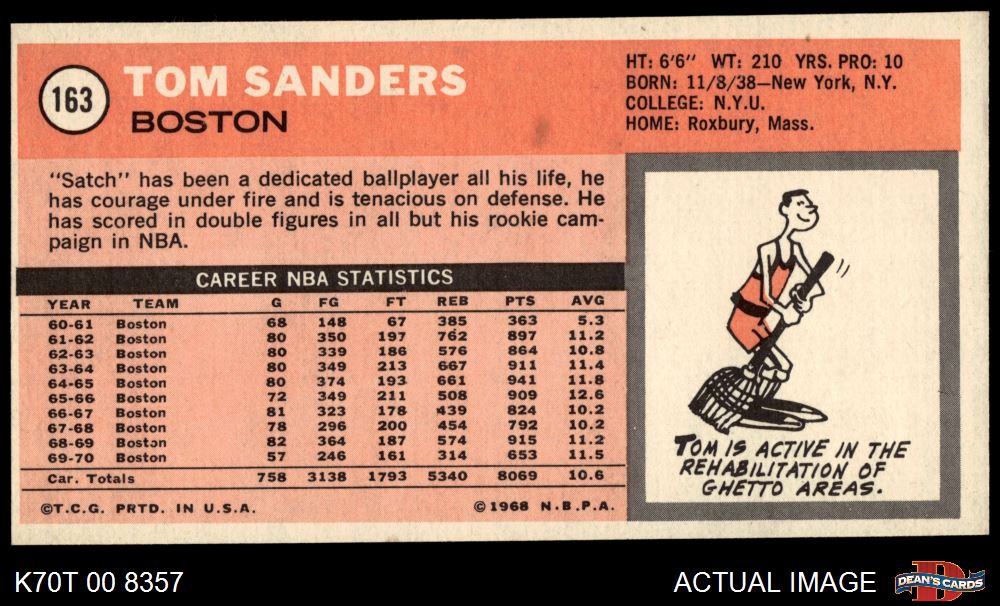 163
TOM SANDERS
BOSTON
HT: 6'6" WT: 210 YRS. PRO: 10
BORN: 11/8/38—New York, N.Y.
COLLEGE: N.Y.U.
HOME: Roxbury, Mass.
"Satch" has been a dedicated ballplayer all his life, he
has courage under fire and is tenacious on defense. He
has scored in double figures in all but his rookie cam-
paign in NBA.
CAREER NBA STATISTICS
YEAR TEAM G FG FT REB PTS AVG
60-61 Boston 68 148 67 385 363 5.3
61-62 Boston 80 350 197 762 897 11.2
62-63 Boston 80 339 186 576 864 10.8
63-64 Boston 80 349 213 667 911 11.4
64-65 Boston 80 374 193 661 941 11.8
65-66 Boston 72 349 211 508 909 12.6
66-67 Boston 81 323 178 439 824 10.2
67-68 Boston 78 296 200 454 792 10.2
68-69 Boston 82 364 187 574 915 11.2
69-70 Boston 57 246 161 314 653 11.5
Car. Totals 758 3138 1793 5340 8069 10.6
©T.C.G. PRTD. IN U.S.A. ©1968 N.B.P.A.
TOM IS ACTIVE IN THE
REHABILITATION OF
GHETTO AREAS.
K70T 00 8357
ACTUAL IMAGE
D
DEAN'S CARDS